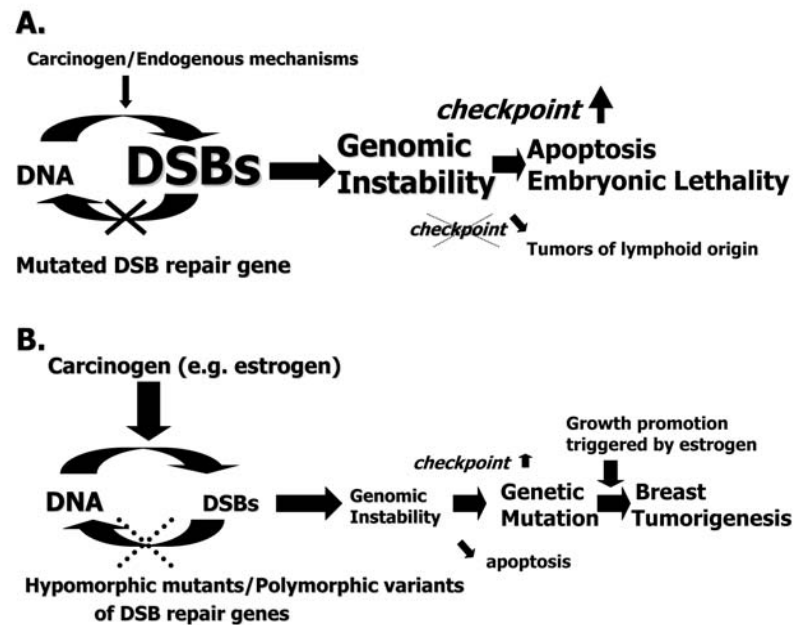 A.
Carcinogen/Endogenous mechanisms
checkpoint
DNA
DSBs
Genomic
Instability
Apoptosis
Embryonic Lethality
checkpoint
Tumors of lymphoid origin
Mutated DSB repair gene
B.
Carcinogen (e.g. estrogen)
Growth promotion
triggered by estrogen
checkpoint
DNA
DSBs
Genomic
Instability
Genetic
Mutation
Breast
Tumorigenesis
apoptosis
Hypomorphic mutants/Polymorphic variants
of DSB repair genes